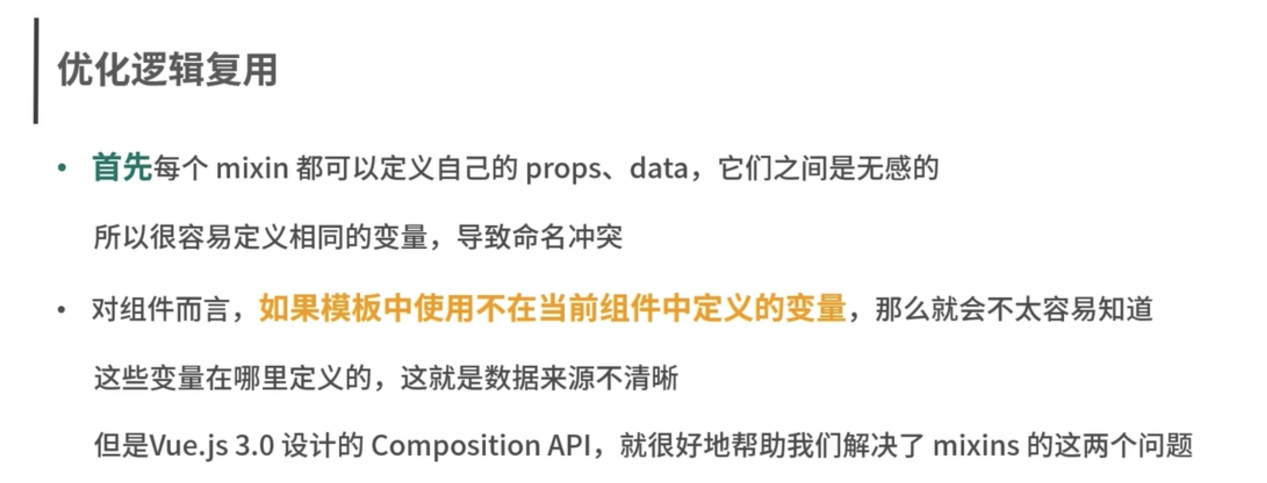 优化逻辑复用
• 首先每个 mixin 都可以定义自己的 props、data，它们之间是无感的
所以很容易定义相同的变量，导致命名冲突
• 对组件而言，如果模板中使用不在当前组件中定义的变量，那么就会不太容易知道
这些变量在哪里定义的，这就是数据来源不清晰
但是Vue.js 3.0 设计的 Composition API，就很好地帮助我们解决了 mixins 的这两个问题